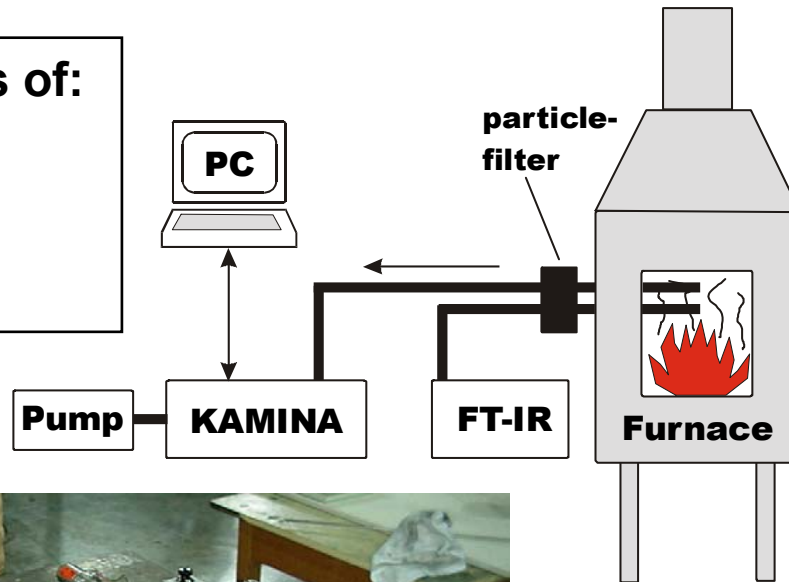 s of:
particle-
filter
PC
Pump
KAMINA
FT-IR
Furnace